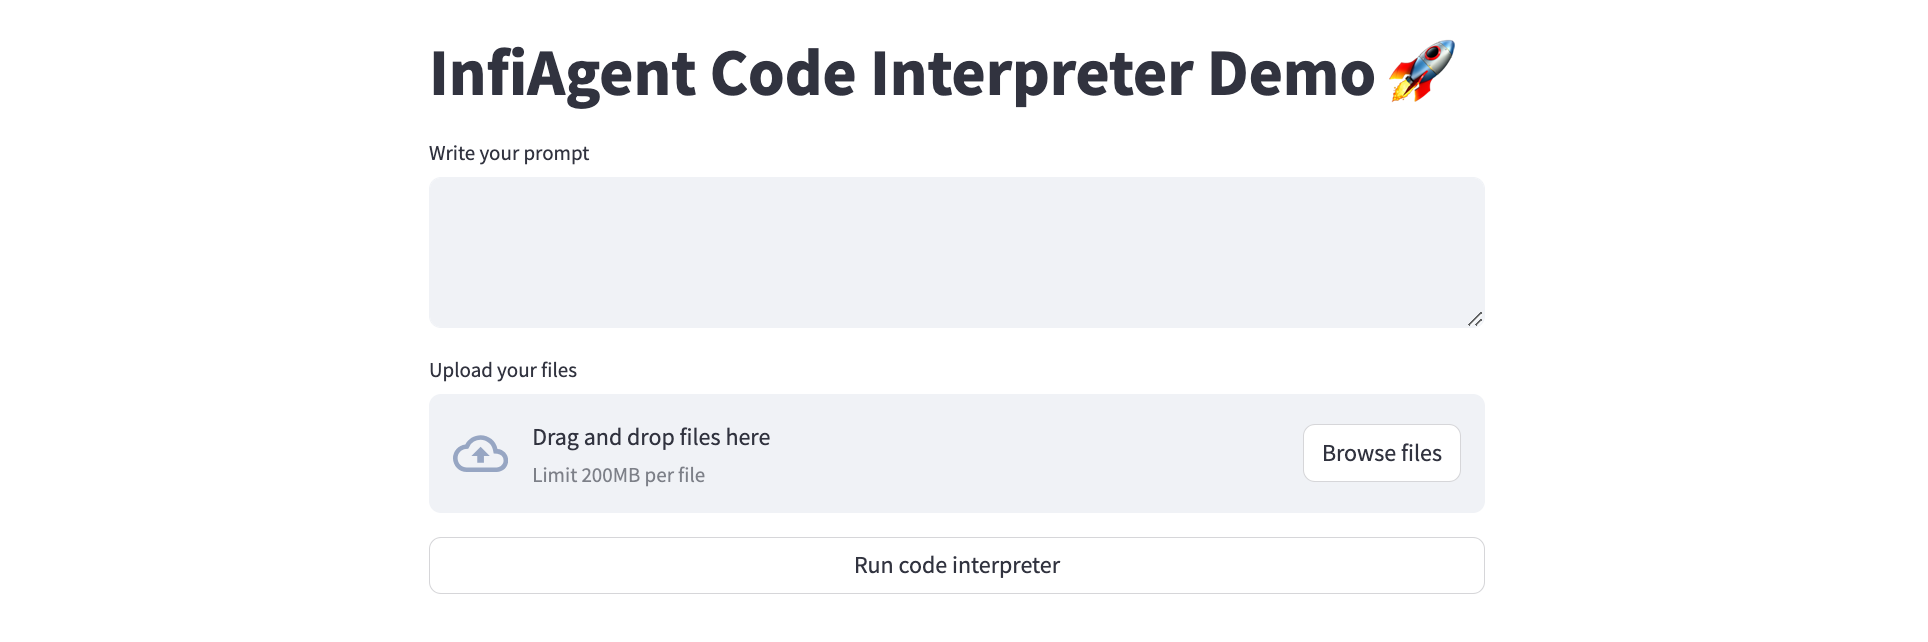 InfiAgent Code Interpreter Demo 🚀
Write your prompt
Upload your files
Drag and drop files here
Limit 200MB per file
Browse files
Run code interpreter